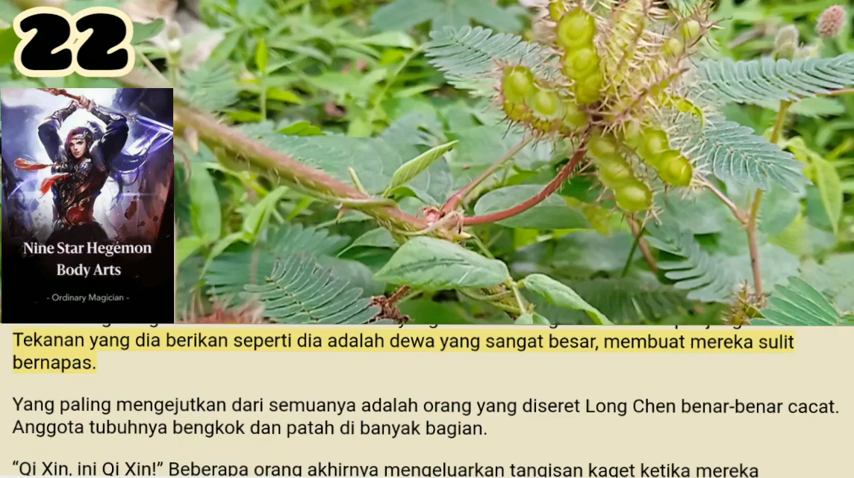 22
Nine Star Hegemon
Body Arts
- Ordinary Magician -
Tekanan yang dia berikan seperti dia adalah dewa yang sangat besar, membuat mereka sulit
bernapas.
Yang paling mengejutkan dari semuanya adalah orang yang diseret Long Chen benar-benar cacat.
Anggota tubuhnya bengkok dan patah di banyak bagian.
“Qi Xin, ini Qi Xin!” Beberapa orang akhirnya mengeluarkan tangisan kaget ketika mereka